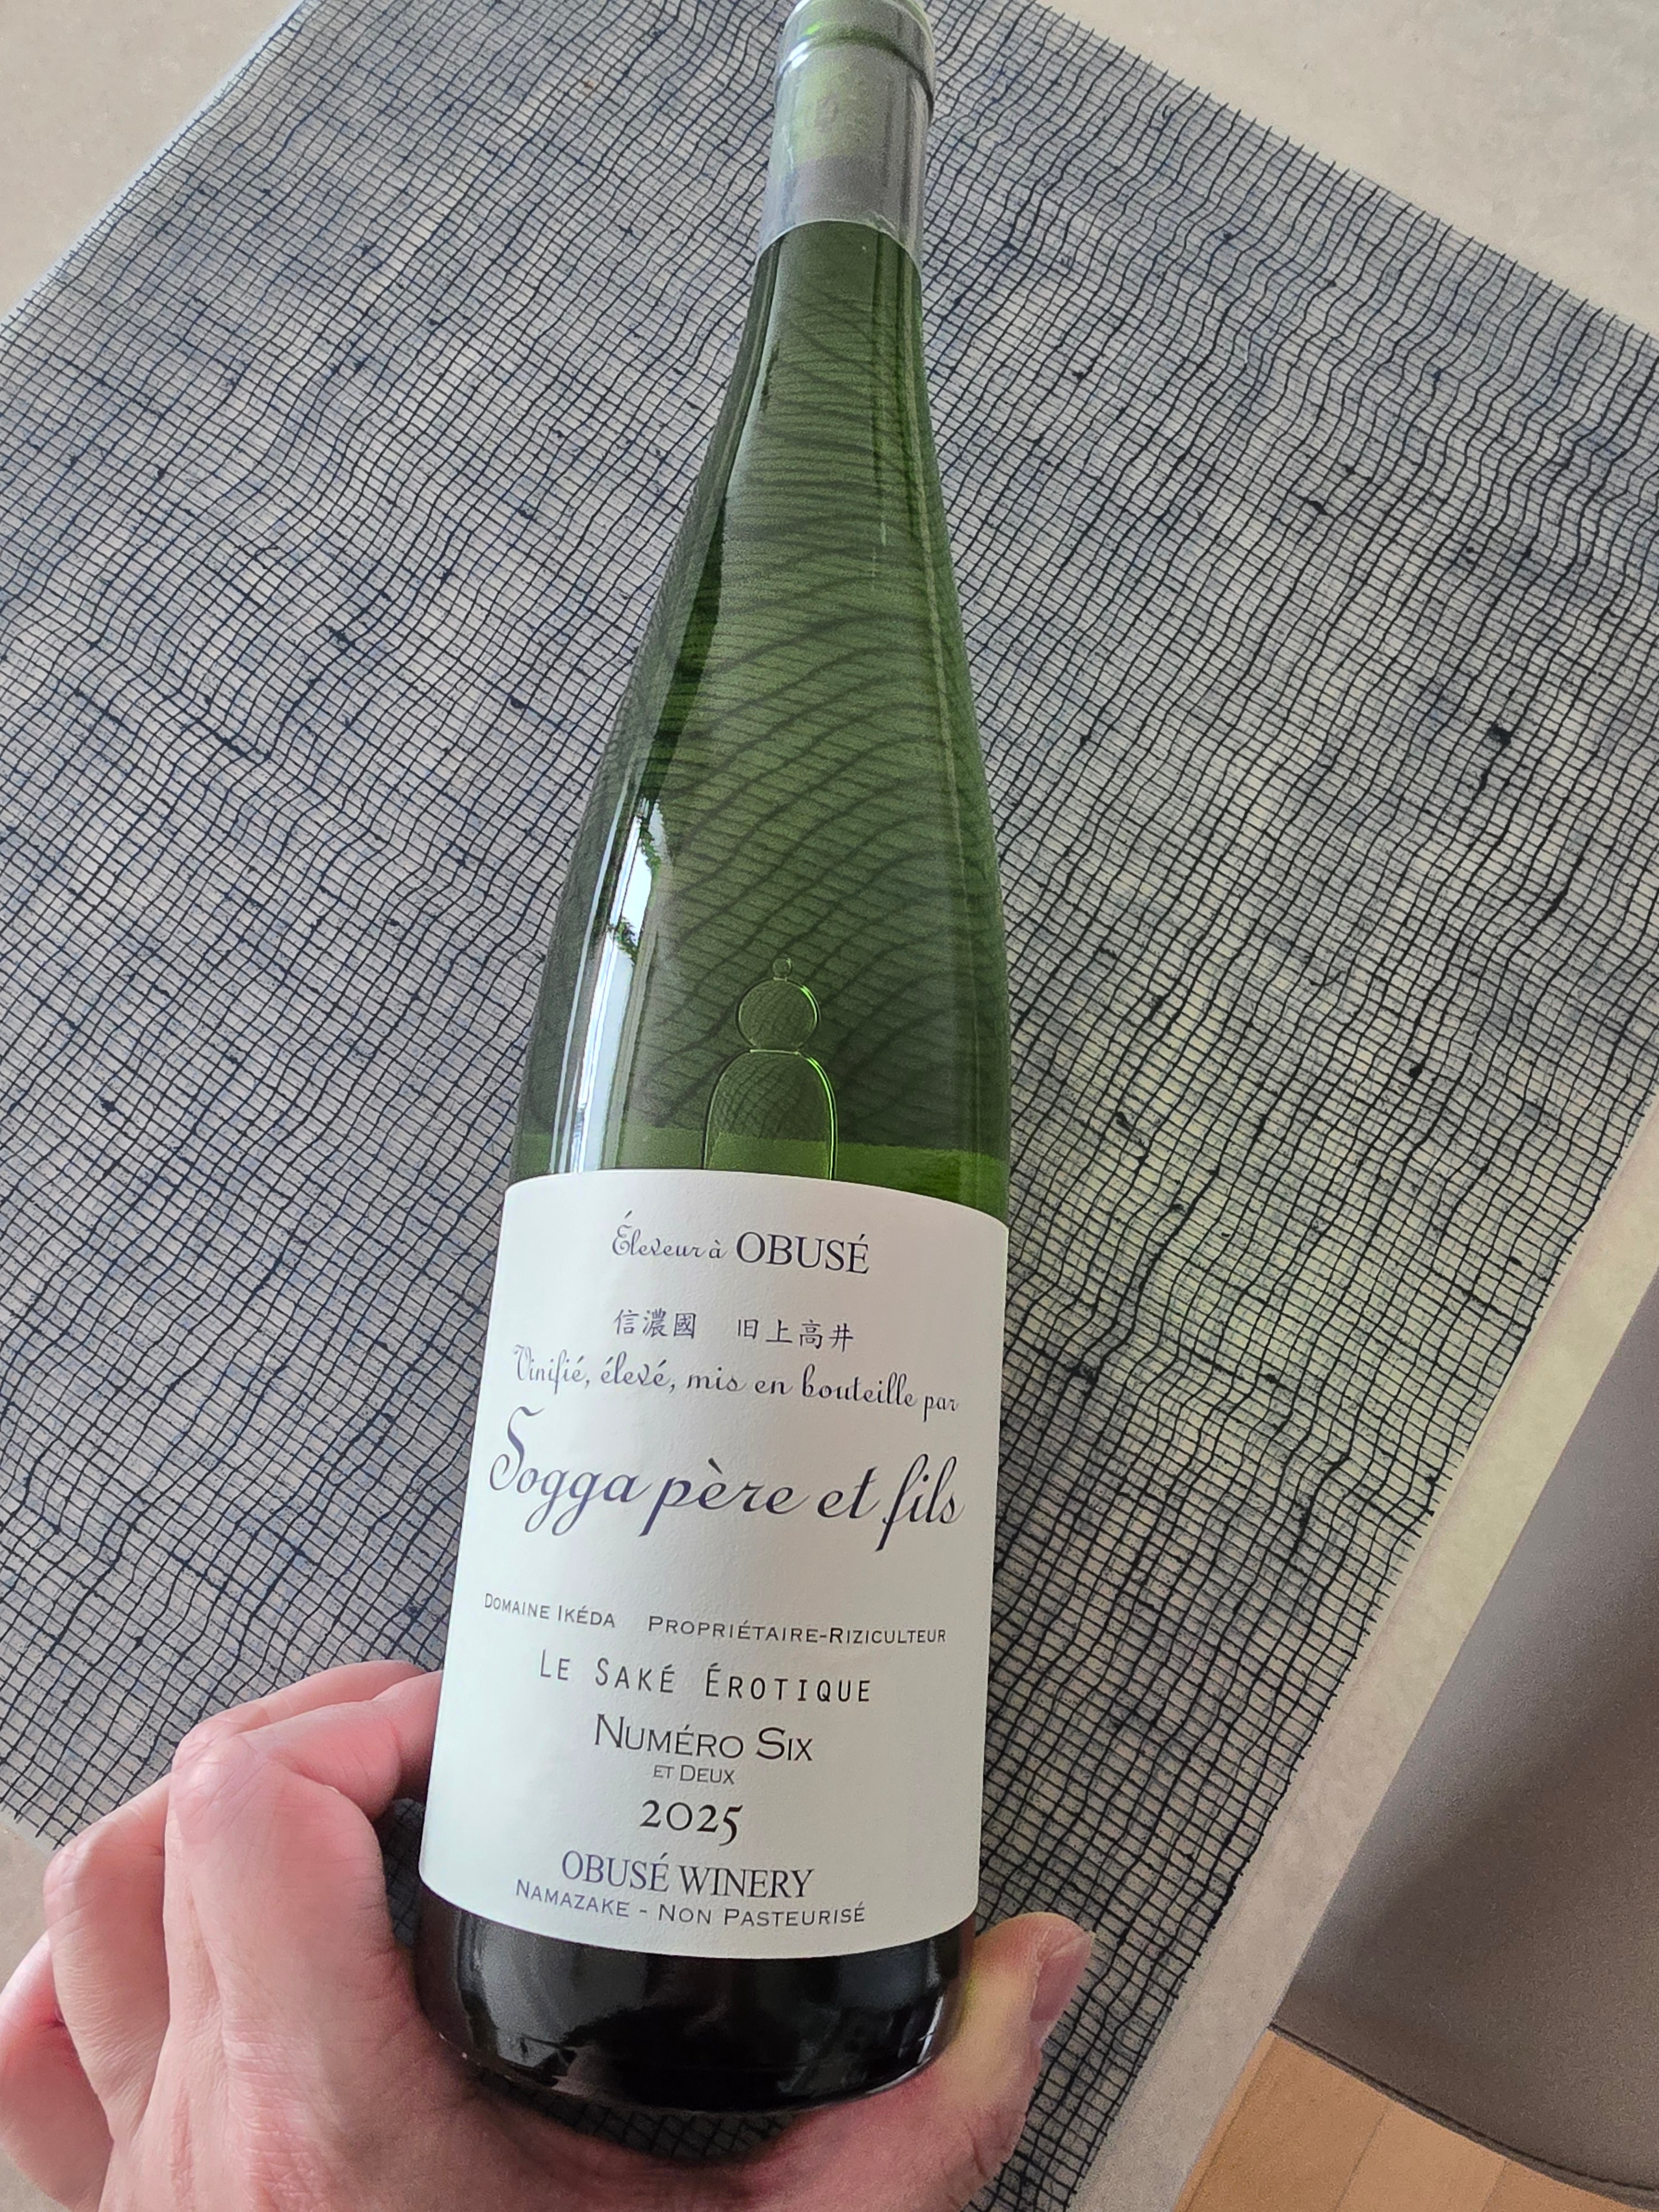 Éleveur à OBUSÉ
信濃國 旧上高井
Vinifié, élevé, mis en bouteille par
Sogga père et fils
Domaine Ikéda Propriétaire-Riziculteur
Le Saké Érotique
Numéro Six
et Deux
2025
OBUSÉ WINERY
Namazake - Non Pasteurisé